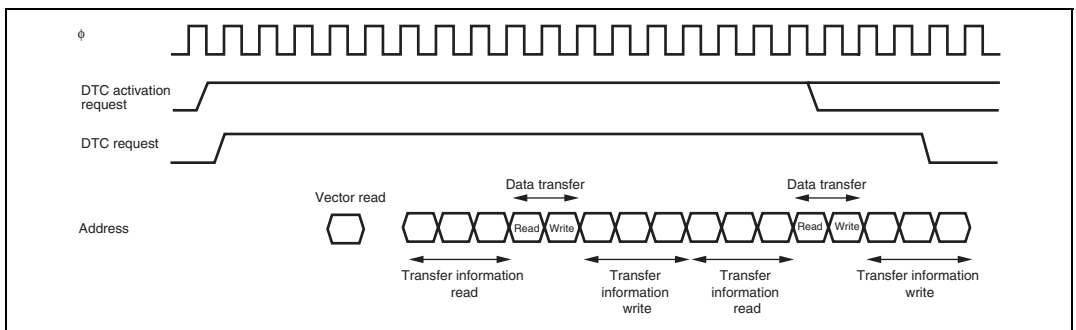 φ
DTC activation
request
DTC request
Vector read
Data transfer
Data transfer
Address
Read
Write
Read
Write
Transfer information
read
Transfer
information
write
Transfer
information
read
Transfer information
write